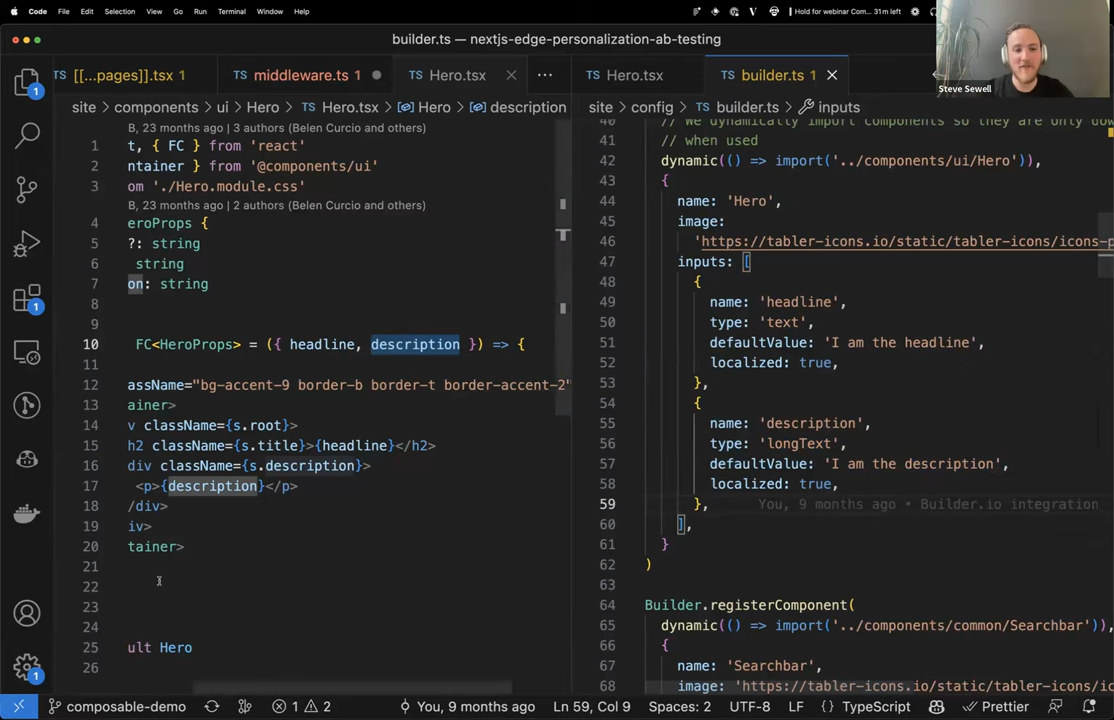 Code File Edit Selection View Go Run Terminal Window Help
Hold for webinar Com... 31m left
builder.ts — nextjs-edge-personalization-ab-testing
Steve Sewell
[[...pages]].tsx 1
middleware.ts 1
Hero.tsx
site > components > ui > Hero > Hero.tsx > Hero > description
B, 23 months ago | 3 authors (Belen Curcio and others)
1 t, { FC } from 'react'
2 ntainer } from '@components/ui'
3 om './Hero.module.css'
B, 23 months ago | 2 authors (Belen Curcio and others)
4 eroProps {
5 ?: string
6 string
7 on: string
8
9
10 FC<HeroProps> = ({ headline, description }) => {
11
12 assName="bg-accent-9 border-b border-t border-accent-2"
13 ainer>
14 v className={s.root}>
15 h2 className={s.title}>{headline}</h2>
16 div className={s.description}>
17 <p>{description}</p>
18 /div>
19 iv>
20 tainer>
21
22
23
24
25 ult Hero
26
Hero.tsx
builder.ts 1
site > config > builder.ts > inputs
40 // We dynamically import components so they are only dow
41 // when used
42 dynamic(() => import('../components/ui/Hero')),
43 {
44 name: 'Hero',
45 image:
46 'https://tabler-icons.io/static/tabler-icons/icons-p
47 inputs: [
48 {
49 name: 'headline',
50 type: 'text',
51 defaultValue: 'I am the headline',
52 localized: true,
53 },
54 {
55 name: 'description',
56 type: 'longText',
57 defaultValue: 'I am the description',
58 localized: true,
59 }, You, 9 months ago • Builder.io integration
60 ],
61 }
62 )
63
64 Builder.registerComponent(
65 dynamic(() => import('../components/common/Searchbar')),
66 {
67 name: 'Searchbar',
68 image: 'https://tabler-icons.io/static/tabler-icons/ic
composable-demo 1 2 You, 9 months ago Ln 59, Col 9 Spaces: 2 UTF-8 LF TypeScript Prettier